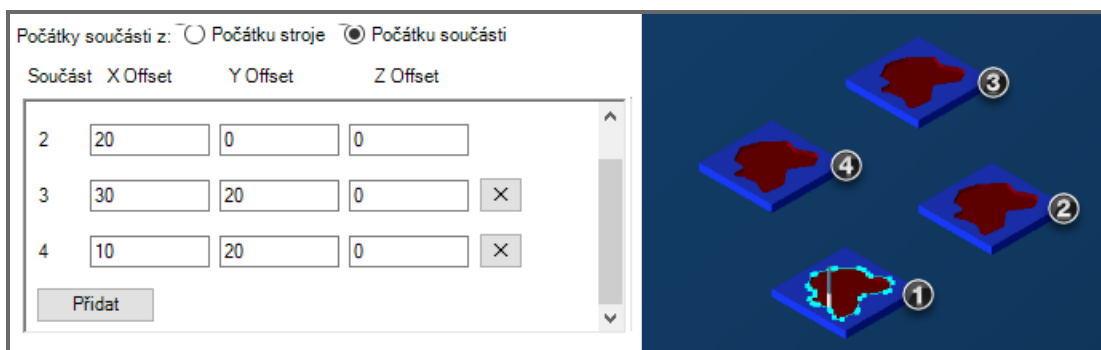 Počátky součásti z: Počátku stroje Počátku součásti
Součást X Offset Y Offset Z Offset
2 20 0 0
3 30 20 0 ×
4 10 20 0 ×
Přidat
3
4
2
1